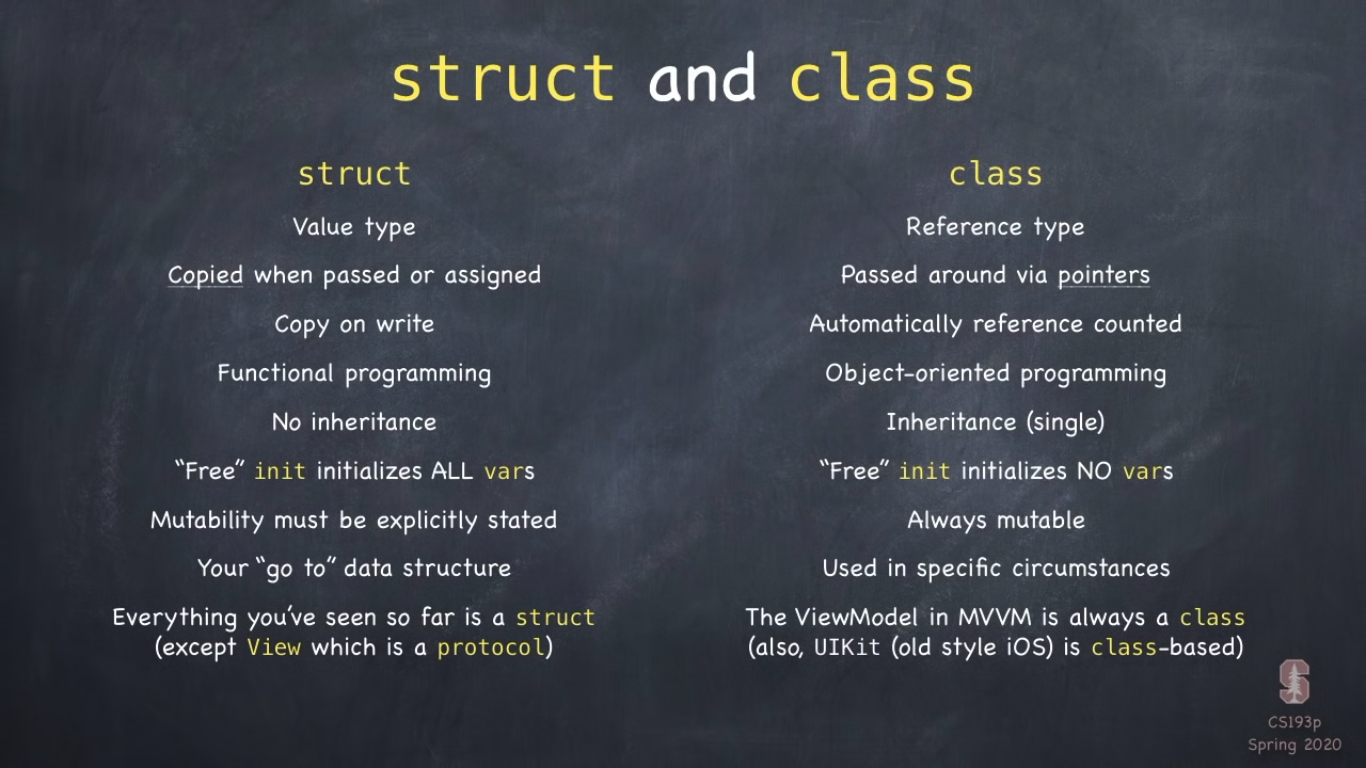 struct and class
struct
Value type
Copied when passed or assigned
Copy on write
Functional programming
No inheritance
“Free” init initializes ALL vars
Mutability must be explicitly stated
Your “go to” data structure
Everything you’ve seen so far is a struct
(except View which is a protocol)
class
Reference type
Passed around via pointers
Automatically reference counted
Object-oriented programming
Inheritance (single)
“Free” init initializes NO vars
Always mutable
Used in specific circumstances
The ViewModel in MVVM is always a class
(also, UIKit (old style iOS) is class-based)
S
CS193p
Spring 2020